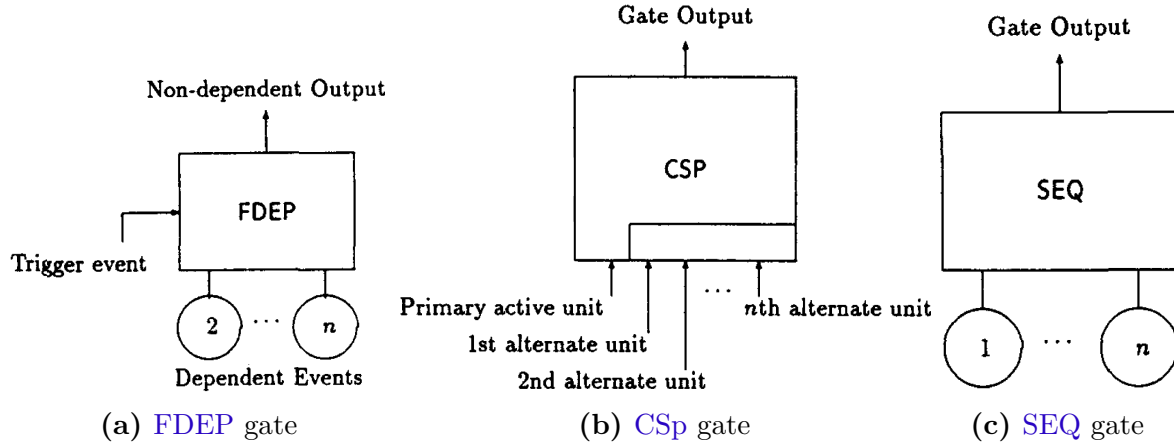 Non-dependent Output
FDEP
Trigger event
2 ... n
Dependent Events
(a) FDEP gate
Gate Output
CSP
Primary active unit
... nth alternate unit
1st alternate unit
2nd alternate unit
(b) CSp gate
Gate Output
SEQ
1 ... n
(c) SEQ gate